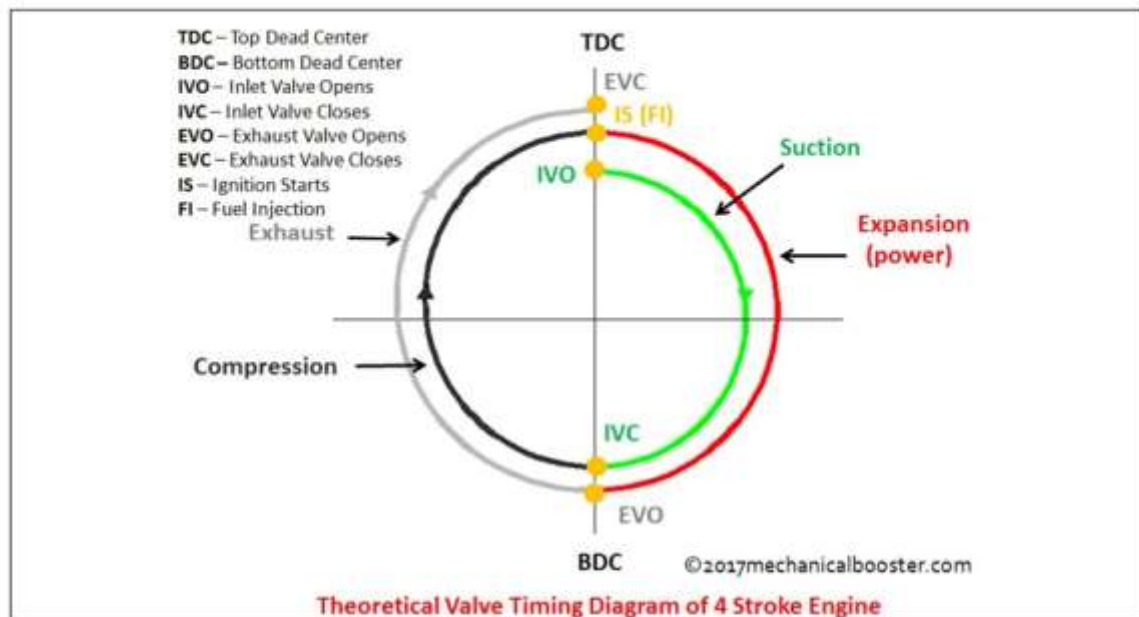 TDC – Top Dead Center
BDC – Bottom Dead Center
IVO – Inlet Valve Opens
IVC – Inlet Valve Closes
EVO – Exhaust Valve Opens
EVC – Exhaust Valve Closes
IS – Ignition Starts
FI – Fuel Injection
TDC
EVC
IS (FI)
IVO
Suction
Exhaust
Expansion
(power)
Compression
IVC
EVO
BDC
©2017mechanicalbooster.com
Theoretical Valve Timing Diagram of 4 Stroke Engine